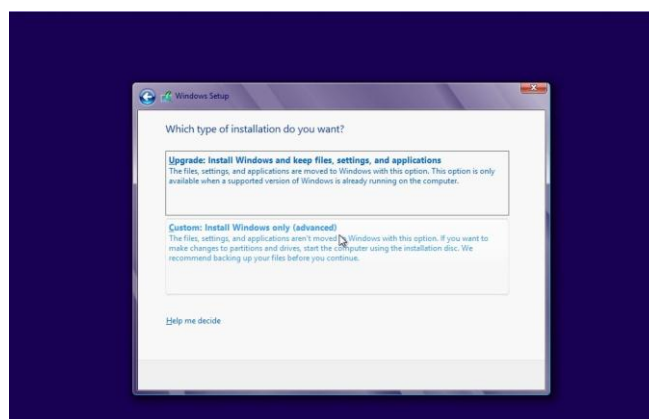 Windows Setup
Which type of installation do you want?
Upgrade: Install Windows and keep files, settings, and applications
The files, settings, and applications are moved to Windows with this option. This option is only
available when a supported version of Windows is already running on the computer.
Custom: Install Windows only (advanced)
The files, settings, and applications aren't moved to Windows with this option. If you want to
make changes to partitions and drives, start the computer using the installation disc. We
recommend backing up your files before you continue.
Help me decide